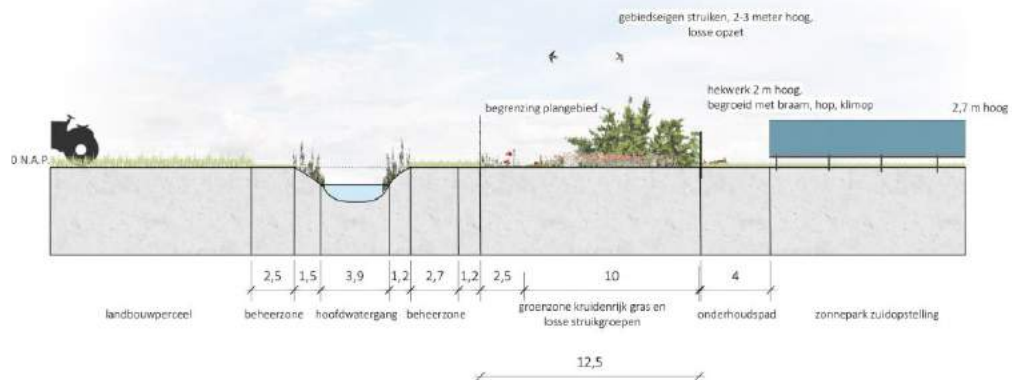 gebiedseigen struiken, 2-3 meter hoog,
losse opzet
hekwerk 2 m hoog,
begroeid met braam, hop, klimop
begrenzing plangebied
2,7 m hoog
0 N.A.P.
2,5 1,5 3,9 1,2 2,7 1,2 2,5 10 4
landbouwperceel beheerzone hoofdwatergang beheerzone groenzone kruidenrijk gras en
losse struikgroepen onderhoudspad zonnepark zuidopstelling
12,5